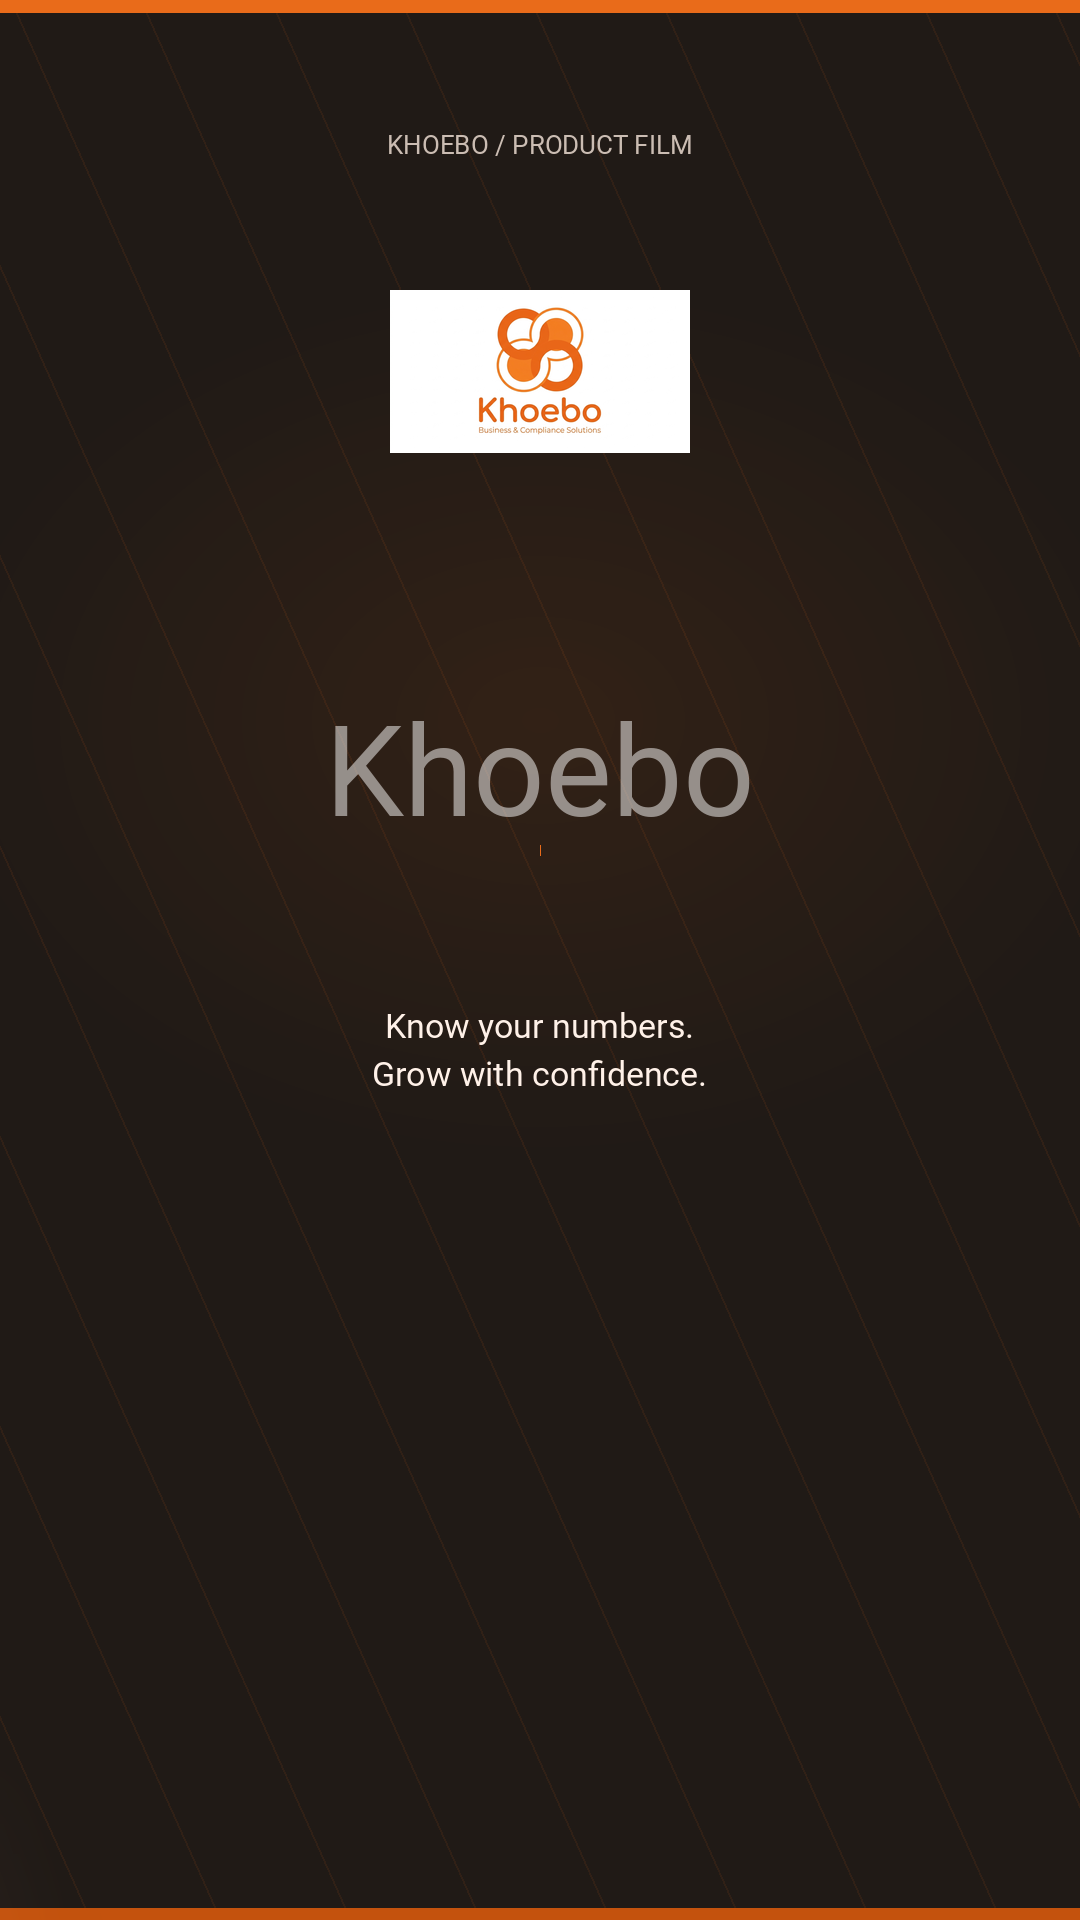 KHOEBO / PRODUCT FILM
Khoebo
Business & Compliance Solutions
Khoebo
Know your numbers.
Grow with confidence.